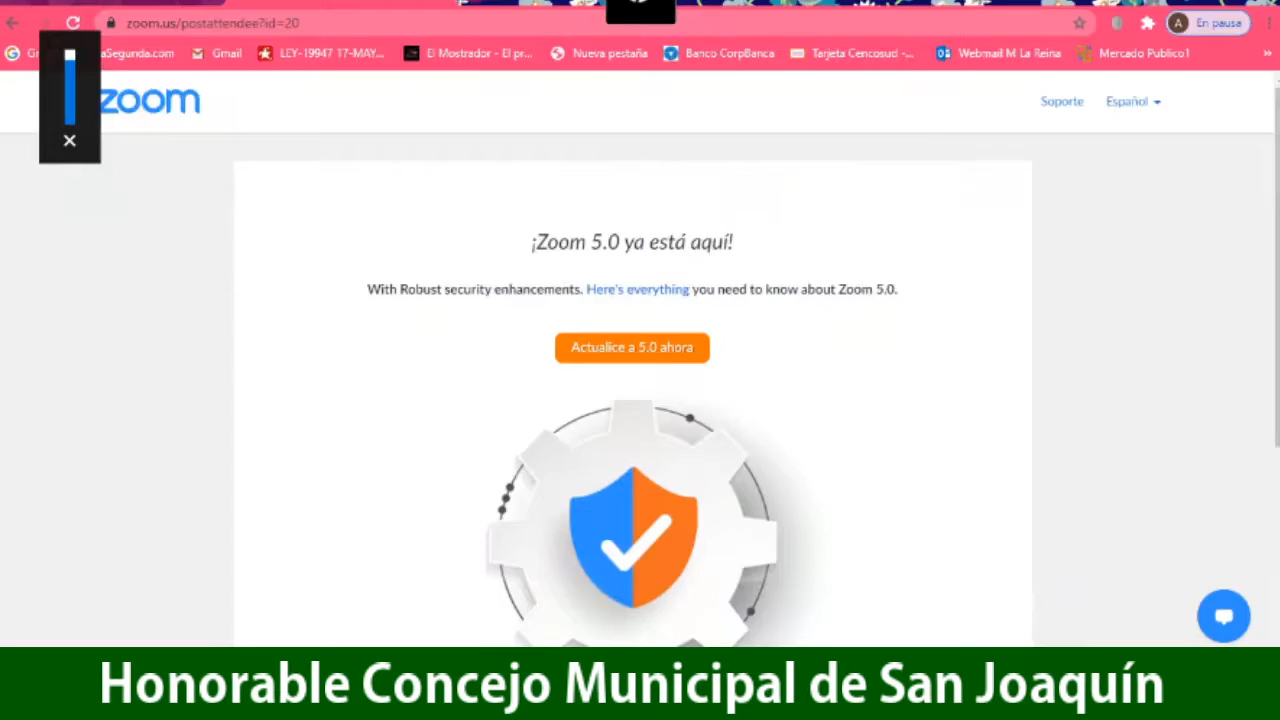 zoom.us/postattendee?id=20
A
En pausa
G
aSegunda.com
Gmail
LEY-19947 17-MAY...
El Mostrador - El pr...
Nueva pestaña
Banco CorpBanca
Tarjeta Cencosud -...
Webmail M La Reina
Mercado Publico1
»
zoom
Soporte
Español
¡Zoom 5.0 ya está aquí!
With Robust security enhancements. Here's everything you need to know about Zoom 5.0.
Actualice a 5.0 ahora
Honorable Concejo Municipal de San Joaquín